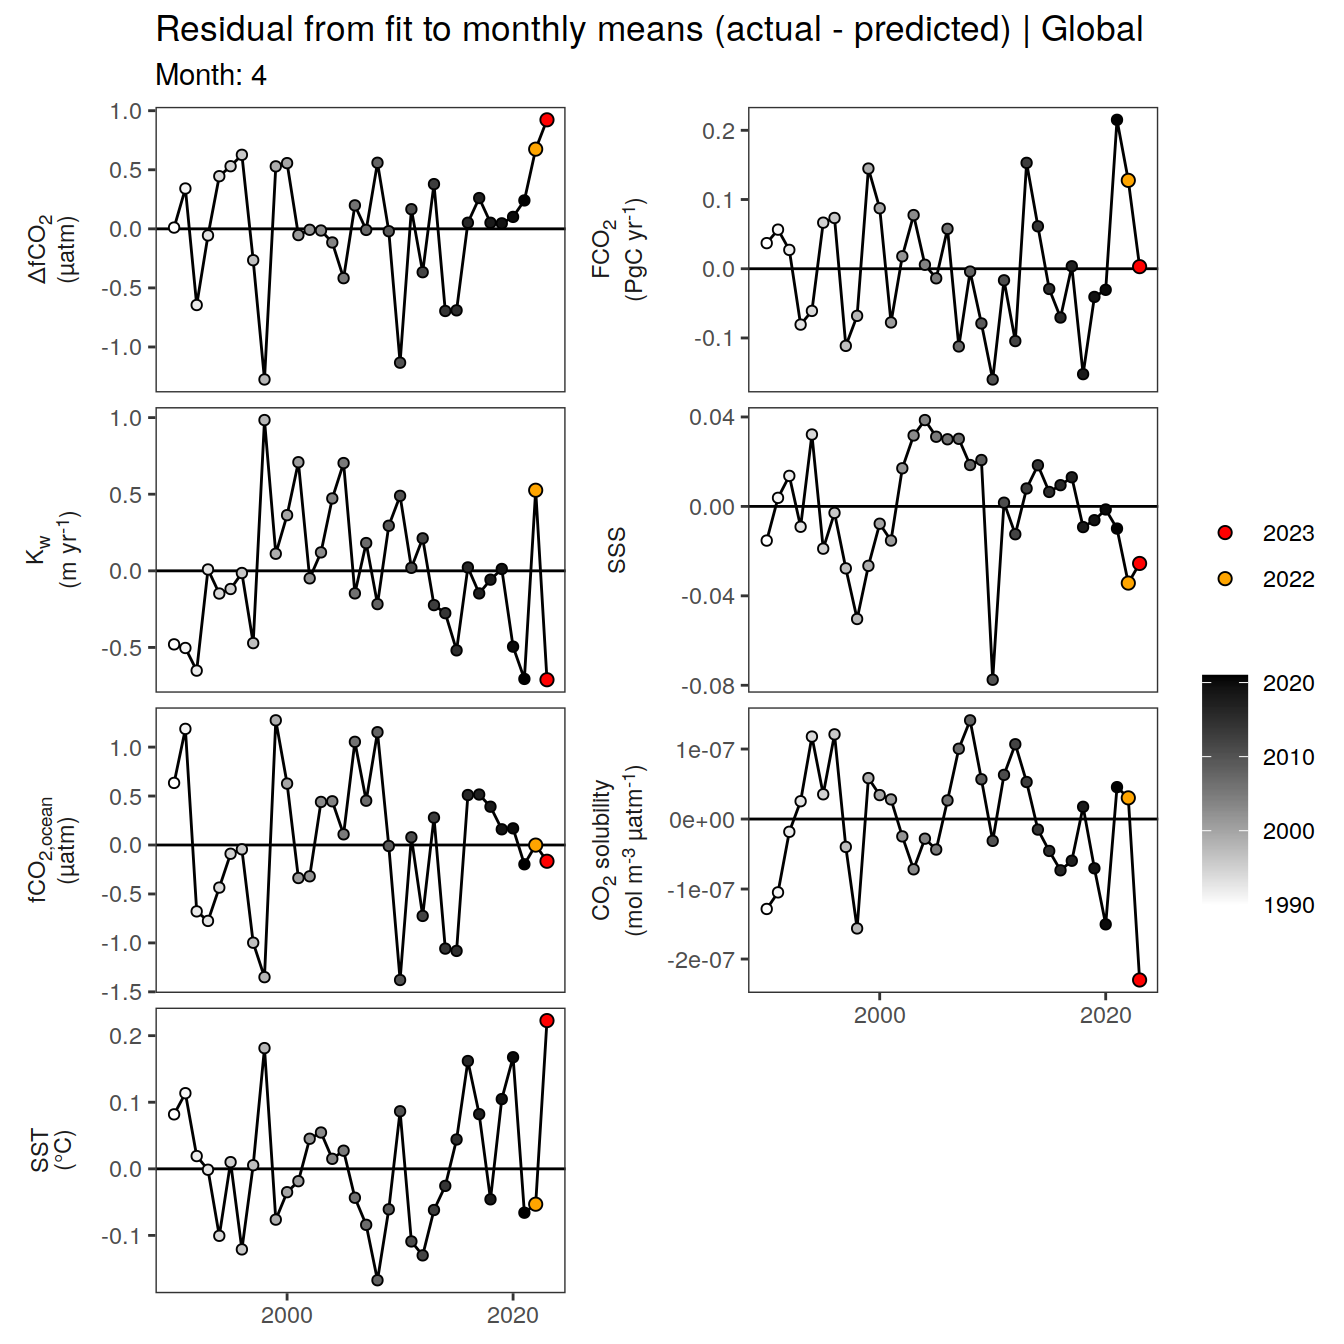 Residual from fit to monthly means (actual - predicted) | Global
Month: 4
ΔfCO2
(µatm)
1.0
0.5
0.0
-0.5
-1.0
FCO2
(PgC yr-1)
0.2
0.1
0.0
-0.1
Kw
(m yr-1)
1.0
0.5
0.0
-0.5
SSS
0.04
0.00
-0.04
-0.08
fCO2,ocean
(µatm)
1.0
0.5
0.0
-0.5
-1.0
-1.5
CO2 solubility
(mol m-3 µatm-1)
1e-07
0e+00
-1e-07
-2e-07
2000
2020
SST
(°C)
0.2
0.1
0.0
-0.1
2000
2020
2023
2022
2020
2010
2000
1990